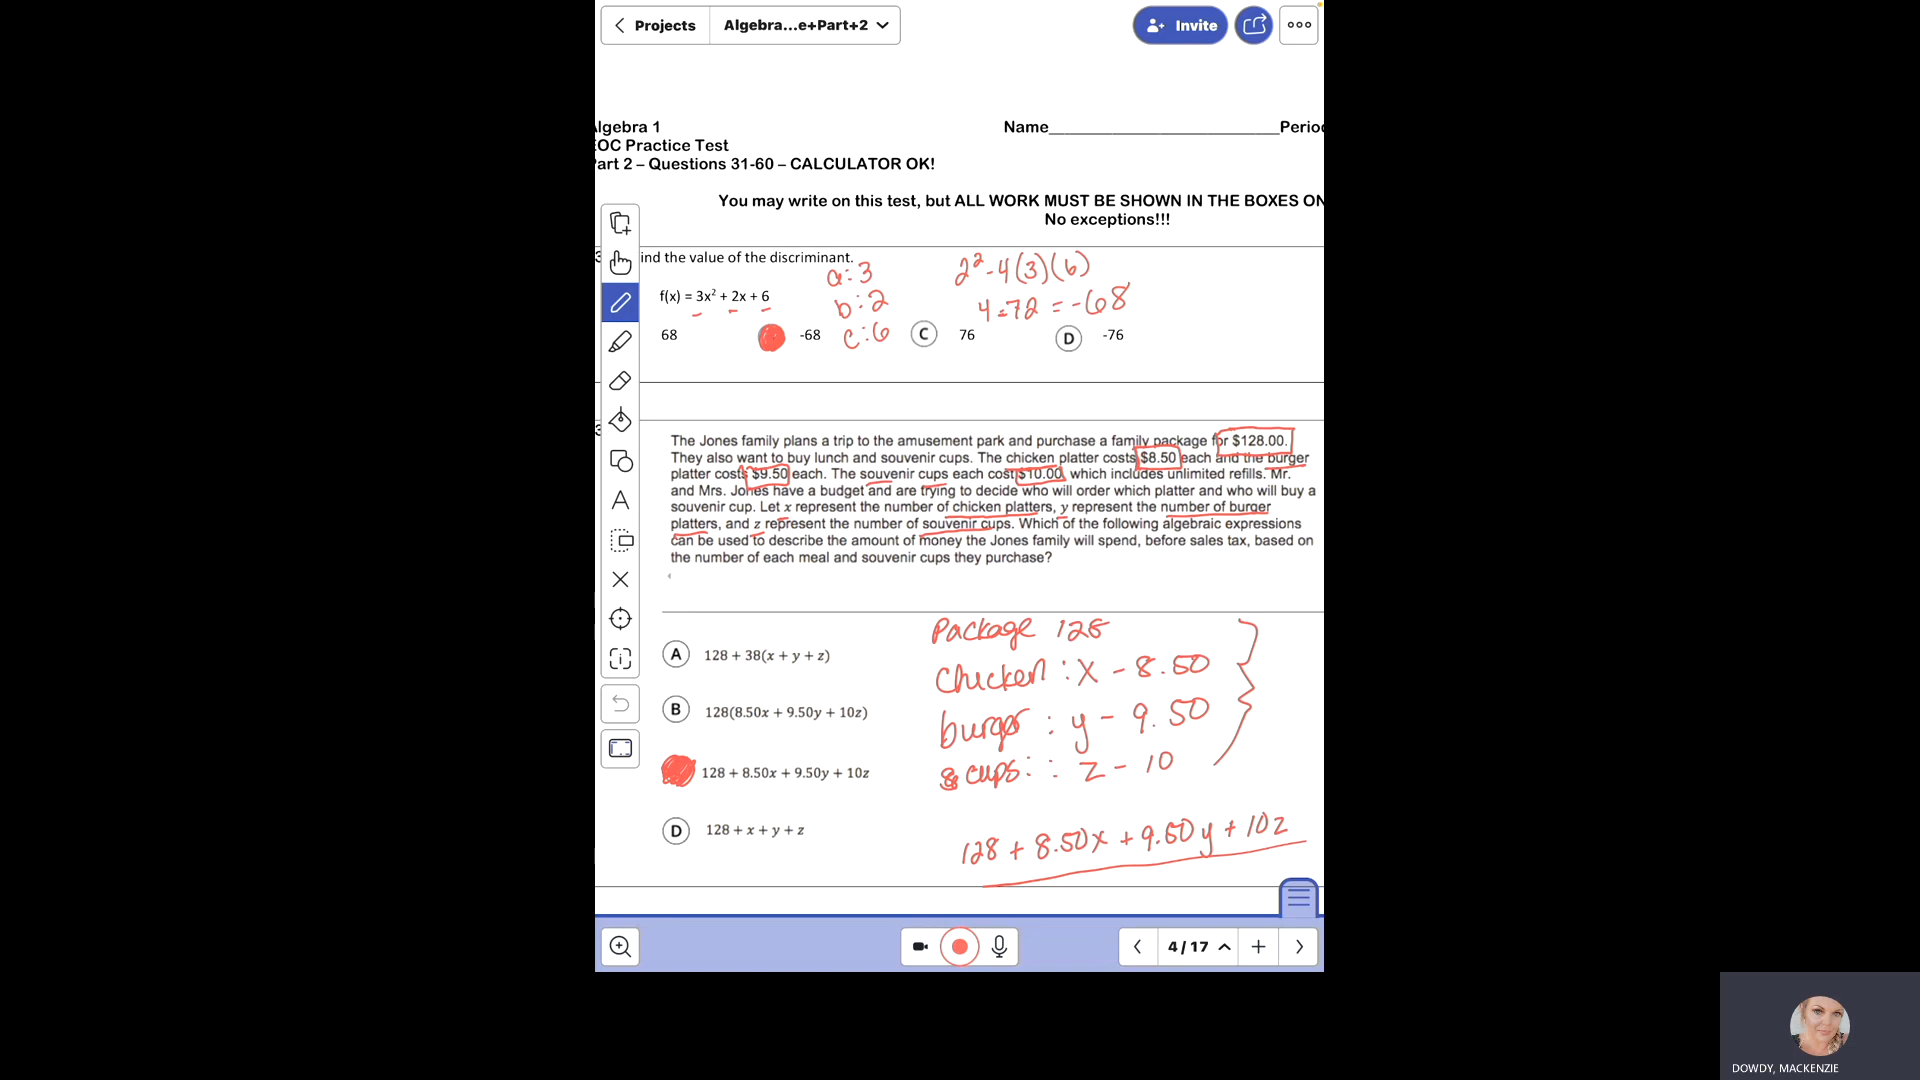 Projects
Algebra...e+Part+2
Invite
Algebra 1
Name__________________________Perio
EOC Practice Test
Part 2 – Questions 31-60 – CALCULATOR OK!
You may write on this test, but ALL WORK MUST BE SHOWN IN THE BOXES ON
No exceptions!!!
ind the value of the discriminant.
f(x) = 3x² + 2x + 6
a:3
b:2
c:6
2²-4(3)(6)
4-72 = -68
68
-68
C 76
D -76
The Jones family plans a trip to the amusement park and purchase a family package for $128.00.
They also want to buy lunch and souvenir cups. The chicken platter costs $8.50 each and the burger
platter costs $9.50 each. The souvenir cups each cost $10.00, which includes unlimited refills. Mr.
and Mrs. Jones have a budget and are trying to decide who will order which platter and who will buy a
souvenir cup. Let x represent the number of chicken platters, y represent the number of burger
platters, and z represent the number of souvenir cups. Which of the following algebraic expressions
can be used to describe the amount of money the Jones family will spend, before sales tax, based on
the number of each meal and souvenir cups they purchase?
A 128 + 38(x + y + z)
B 128(8.50x + 9.50y + 10z)
128 + 8.50x + 9.50y + 10z
D 128 + x + y + z
Package 128
Chicken : x - 8.50
burger : y - 9.50
cups : z - 10
128 + 8.50x + 9.50y + 10z
4 / 17
DOWDY, MACKENZIE